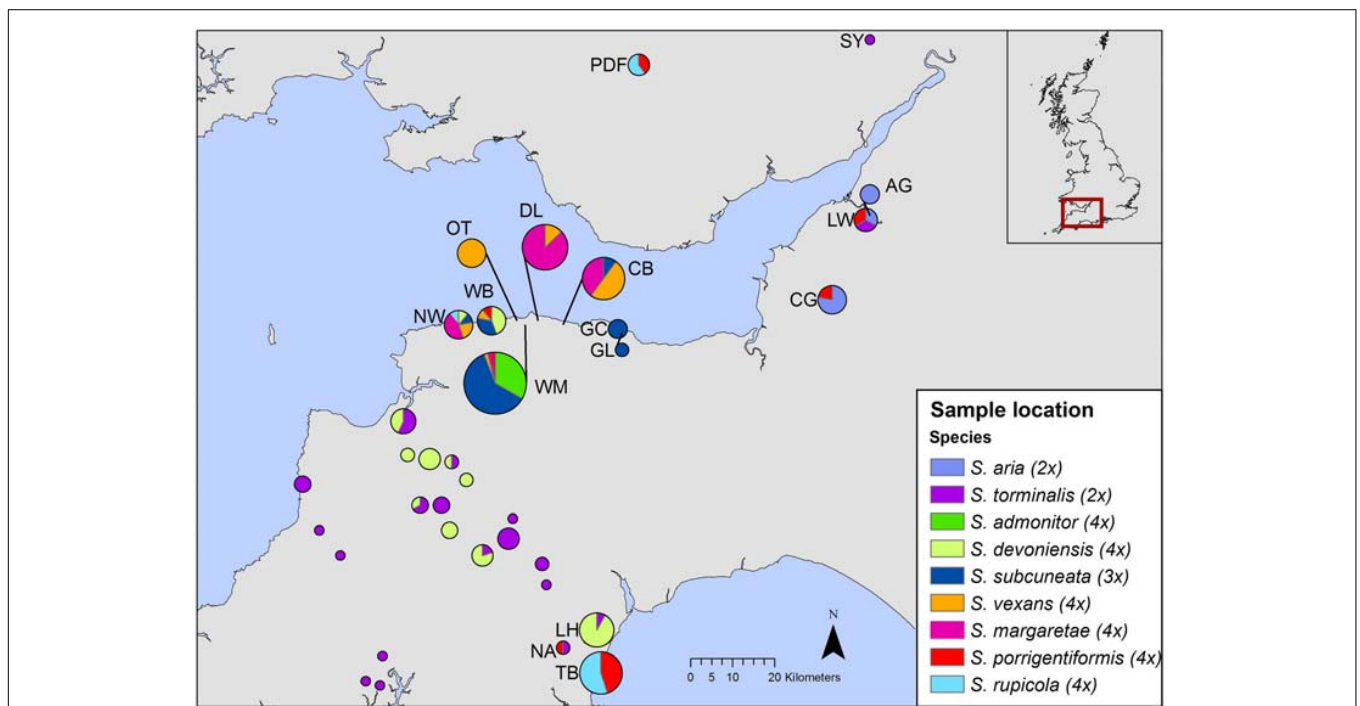 SY
PDF
AG
LW
DL
OT
CB
WB
CG
NW
GC
GL
WM
LH
NA
TB
N
0 5 10 20 Kilometers
Sample location
Species
S. aria (2x)
S. torminalis (2x)
S. admonitor (4x)
S. devoniensis (4x)
S. subcuneata (3x)
S. vexans (4x)
S. margaretae (4x)
S. porrigentiformis (4x)
S. rupicola (4x)